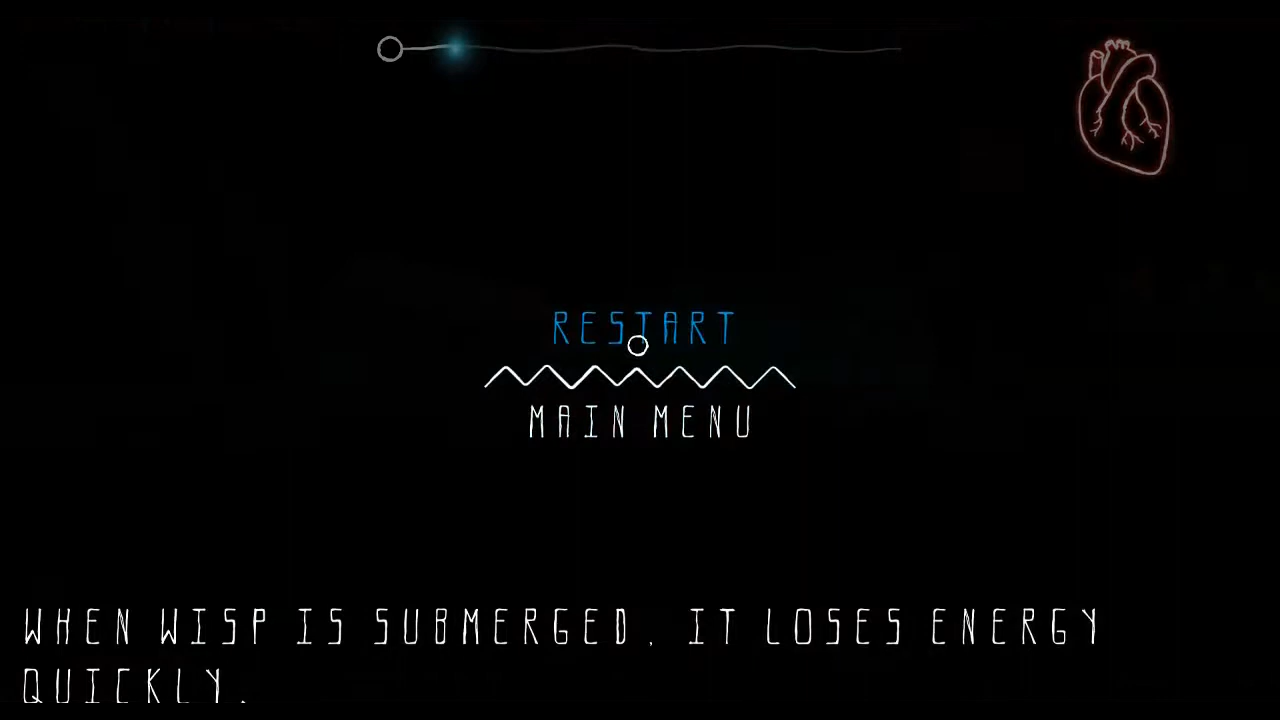 RESTART
MAIN MENU
WHEN WISP IS SUBMERGED, IT LOSES ENERGY
QUICKLY.